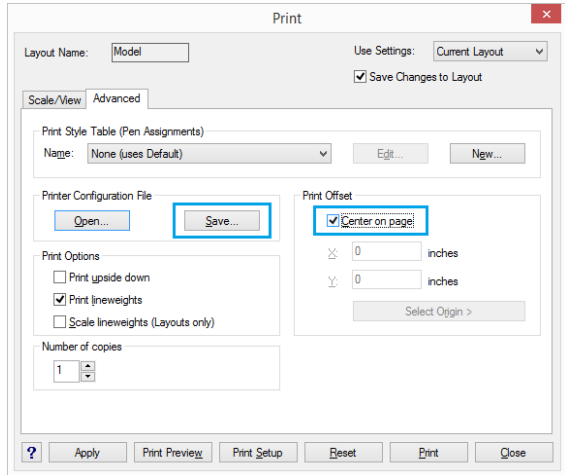 Print
Layout Name: Model
Use Settings: Current Layout
Save Changes to Layout
Scale/View Advanced
Print Style Table (Pen Assignments)
Name: None (uses Default) Edit... New...
Printer Configuration File
Open... Save...
Print Offset
Center on page
X: 0 inches
Y: 0 inches
Select Origin >
Print Options
Print upside down
Print lineweights
Scale lineweights (Layouts only)
Number of copies
1
? Apply Print Preview Print Setup Reset Print Close